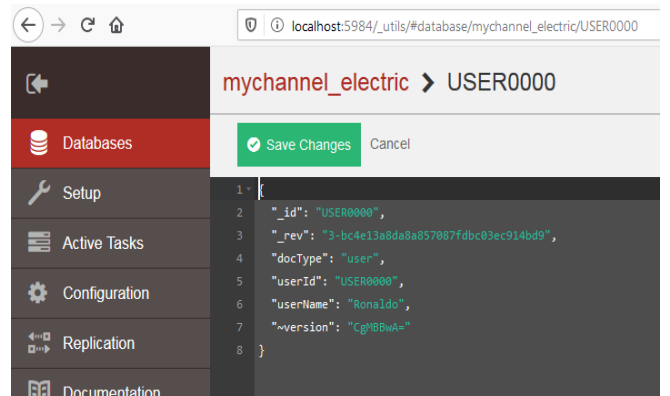 localhost:5984/_utils/#database/mychannel_electric/USER0000
mychannel_electric > USER0000
Databases
Save Changes Cancel
Setup
Active Tasks
Configuration
Replication
Documentation
1 {
2 "_id": "USER0000",
3 "_rev": "3-bc4e13a8da8a857087fdbc03ec914bd9",
4 "docType": "user",
5 "userId": "USER0000",
6 "userName": "Ronaldo",
7 "~version": "CgMBBwA="
8 }